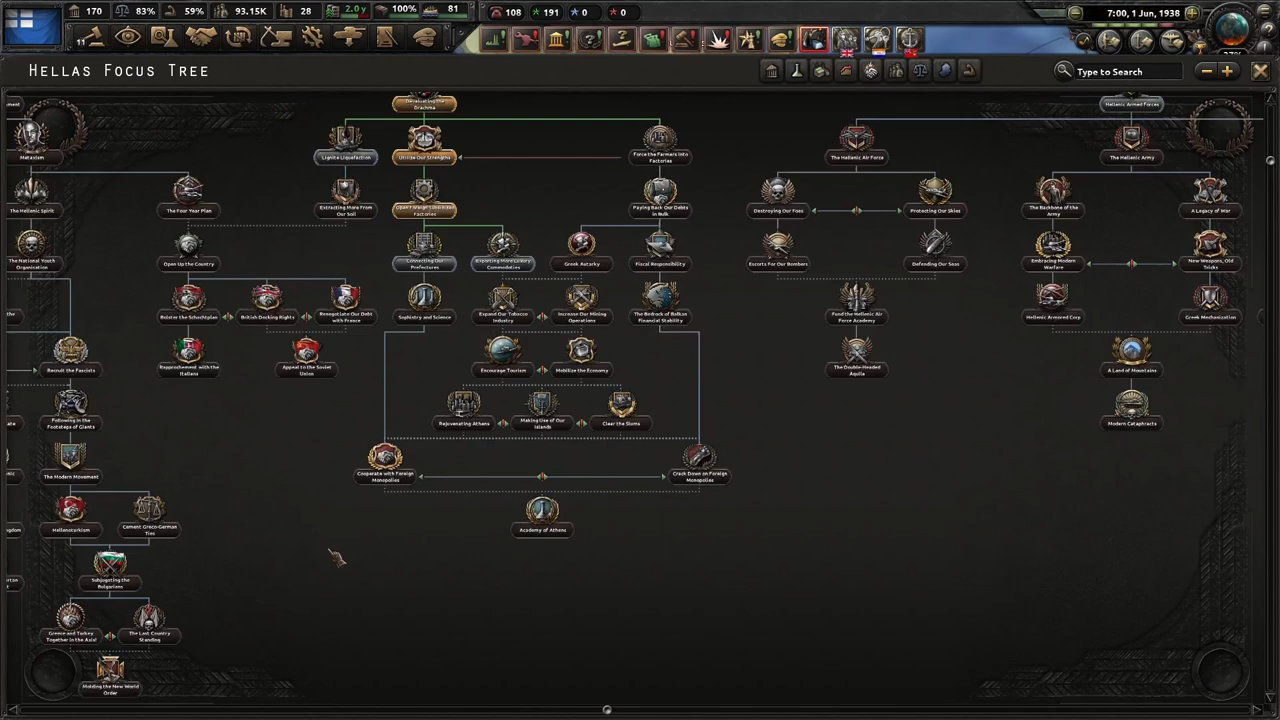 170 83% 59% 93.15K 28 2.0 y 100% 81 108 191 0 0 7:00, 1 Jun, 1938
11
HELLAS FOCUS TREE
Type to Search
Devaluating the
Drachma
Hellenic Armed Forces
Metaxism
Lignite Liquefaction
Utilize Our Strengths
Force the Farmers Into
Factories
The Hellenic Air Force
The Hellenic Army
The Hellenic Spirit
The Four Year Plan
Extracting More From
Our Soil
Factories
Paying Back Our Debts
in Bulk
Destroying Our Foes
Protecting Our Skies
The Backbone of the
Army
A Legacy of War
The National Youth
Organisation
Open Up the Country
Connecting Our
Prefectures
Exporting More Luxury
Commodities
Greek Autarky
Fiscal Responsibility
Escorts For Our Bombers
Defending Our Seas
Embracing Modern
Warfare
New Weapons, Old
Tricks
Bolster the Schachtplan
British Docking Rights
Renegotiate Our Debt
with France
Sophistry and Science
Expand Our Tobacco
Industry
Increase Our Mining
Operations
The Bedrock of Balkan
Financial Stability
Fund the Hellenic Air
Force Academy
Hellenic Armored Corp
Greek Mechanization
Recruit the Fascists
Rapprochement with the
Italians
Appeal to the Soviet
Union
Encourage Tourism
Mobilize the Economy
The Double-Headed
Aquila
A Land of Mountains
Following in the
Footsteps of Giants
Rejuvenating Athens
Making Use of Our
Islands
Clear the Slums
Modern Cataphracts
The Modern Movement
Cooperate with Foreign
Monopolies
Crack Down on Foreign
Monopolies
Hellenoturkism
Cement Greco-German
Ties
Academy of Athens
Subjugating the
Bulgarians
Greece and Turkey
Together in the Axis!
The Last Country
Standing
Molding the New World
Order